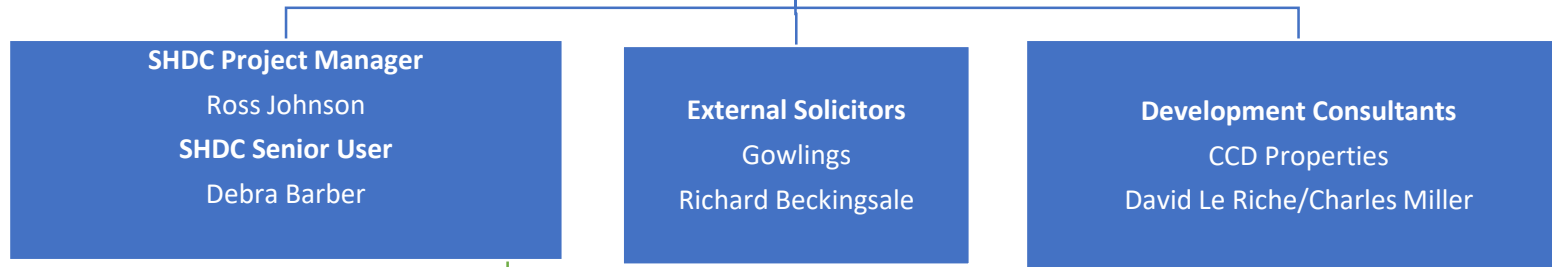 SHDC Project Manager
Ross Johnson
SHDC Senior User
Debra Barber
External Solicitors
Gowlings
Richard Beckingsale
Development Consultants
CCD Properties
David Le Riche/Charles Miller